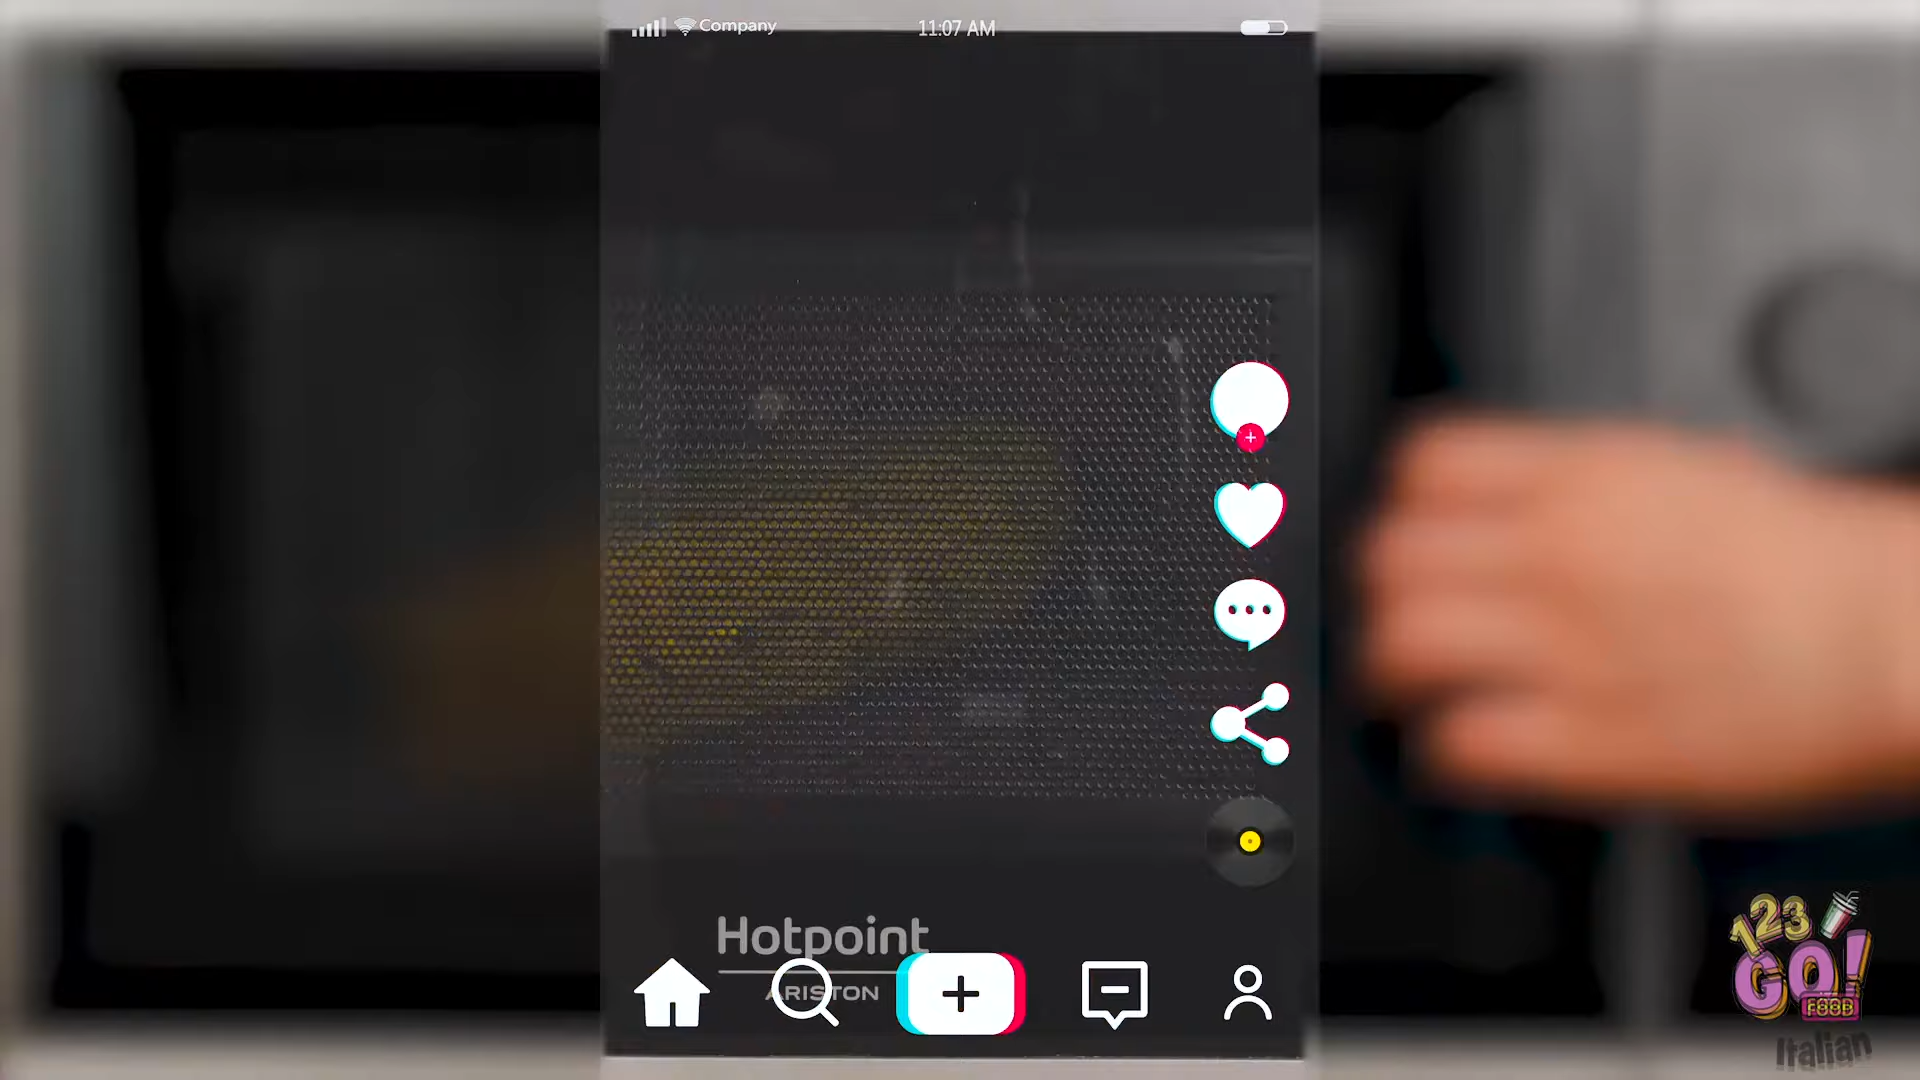 Company
11:07 AM
Hotpoint
ARISTON
123
GO!
FOOD
Italian